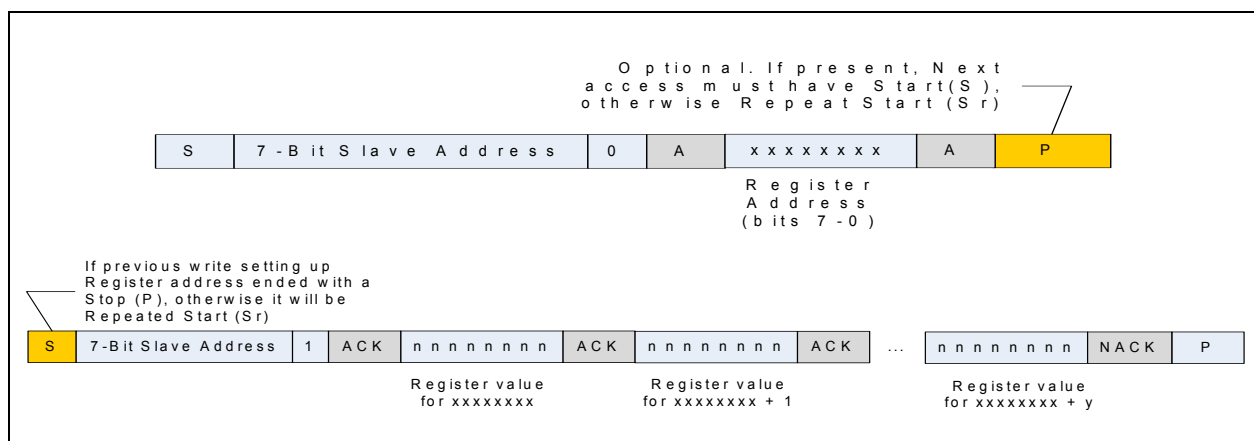 Optional. If present, Next
access must have Start(S),
otherwise Repeat Start (Sr)
S 7-Bit Slave Address 0 A xxxxxxxx A P
Register
Address
(bits 7-0)
If previous write setting up
Register address ended with a
Stop (P), otherwise it will be
Repeated Start (Sr)
S 7-Bit Slave Address 1 ACK nnnnnnnn ACK nnnnnnnn ACK ... nnnnnnnn NACK P
Register value
for xxxxxxxx
Register value
for xxxxxxxx + 1
Register value
for xxxxxxxx + y